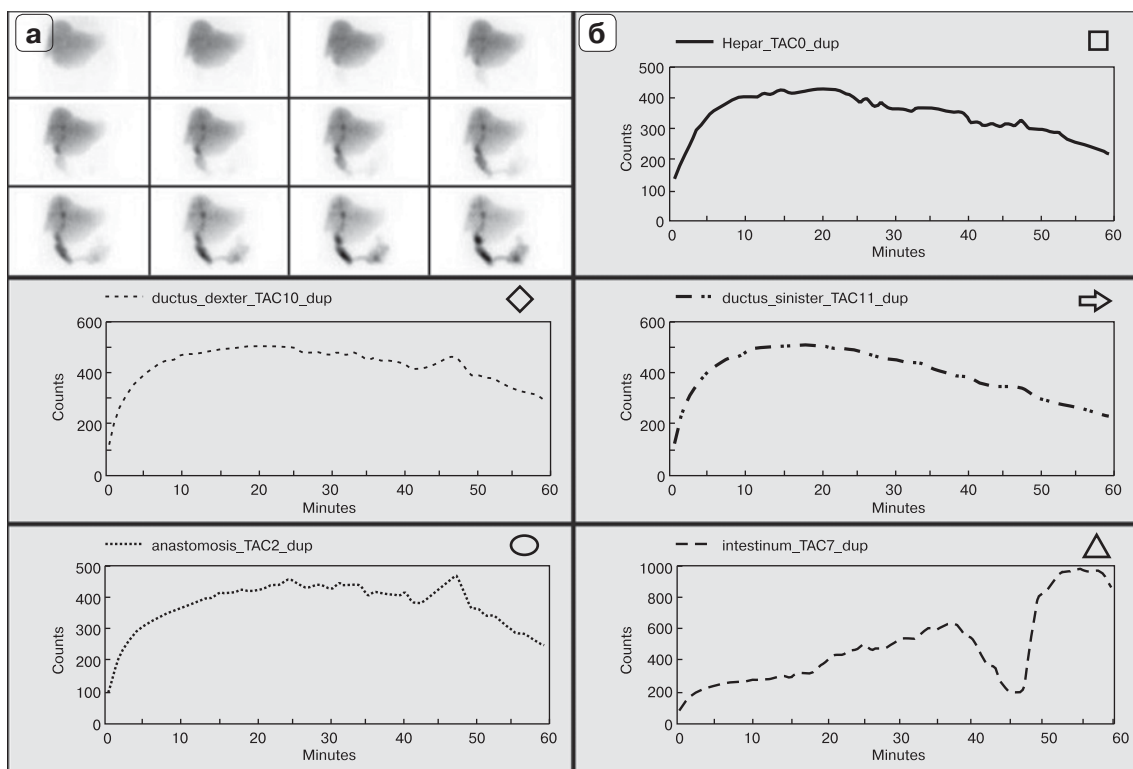 а
б
Hepar_TAC0_dup
500
400
300
200
100
0
Counts
0 10 20 30 40 50 60
Minutes
ductus_dexter_TAC10_dup
600
400
200
0
Counts
0 10 20 30 40 50 60
Minutes
ductus_sinister_TAC11_dup
600
400
200
0
Counts
0 10 20 30 40 50 60
Minutes
anastomosis_TAC2_dup
500
400
300
200
100
0
Counts
0 10 20 30 40 50 60
Minutes
intestinum_TAC7_dup
1000
800
600
400
200
0
Counts
0 10 20 30 40 50 60
Minutes